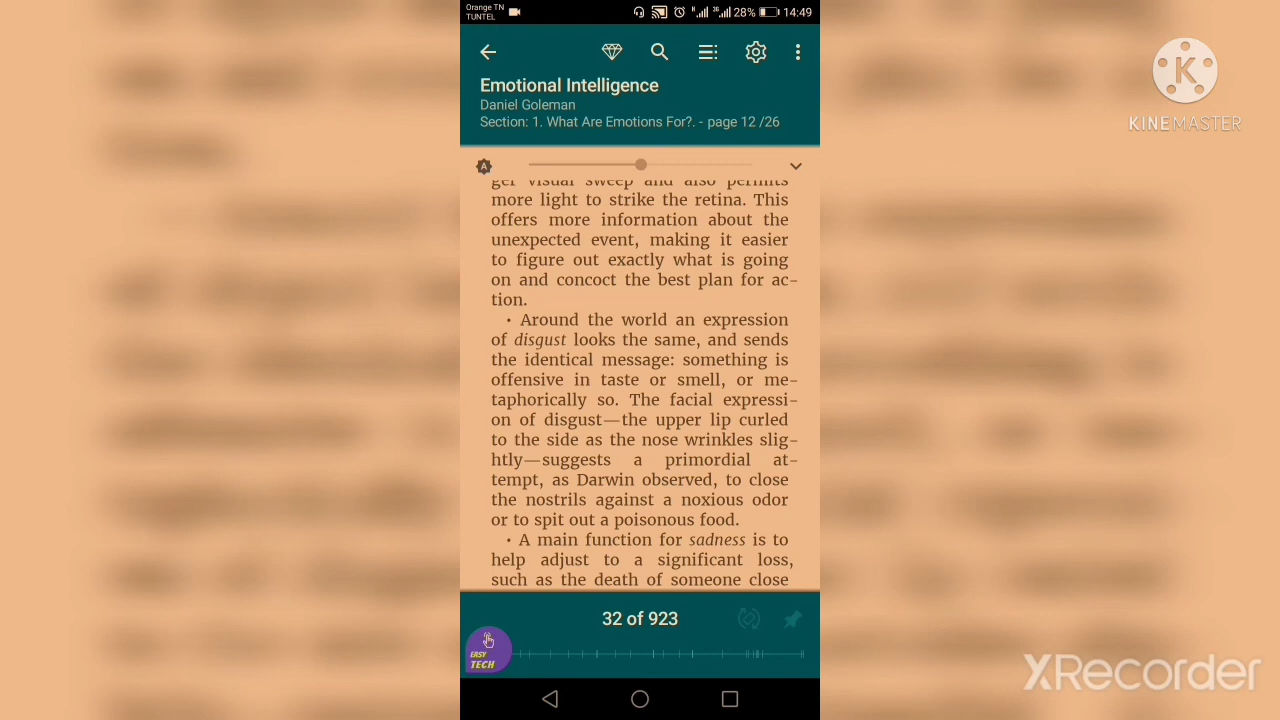 Orange TN
TUNTEL
28% 14:49
Emotional Intelligence
Daniel Goleman
Section: 1. What Are Emotions For?. - page 12 /26
A
ger visual sweep and also permits
more light to strike the retina. This
offers more information about the
unexpected event, making it easier
to figure out exactly what is going
on and concoct the best plan for ac-
tion.
• Around the world an expression
of disgust looks the same, and sends
the identical message: something is
offensive in taste or smell, or me-
taphorically so. The facial expressi-
on of disgust—the upper lip curled
to the side as the nose wrinkles slig-
htly—suggests a primordial at-
tempt, as Darwin observed, to close
the nostrils against a noxious odor
or to spit out a poisonous food.
• A main function for sadness is to
help adjust to a significant loss,
such as the death of someone close
32 of 923
EASY
TECH
K
KINEMASTER
XRecorder